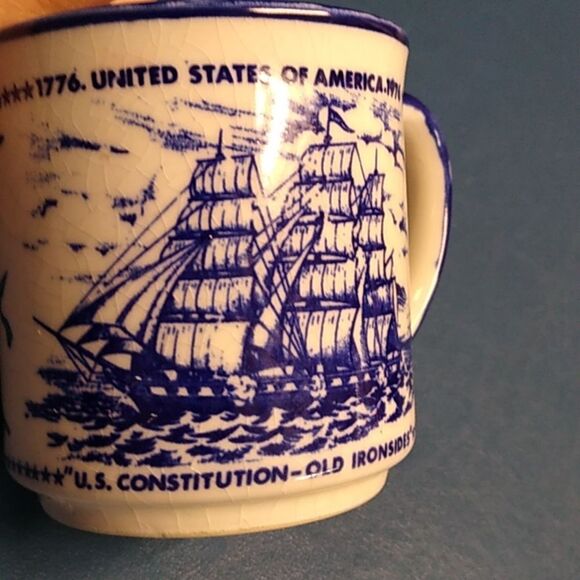 ★★★1776. UNITED STATES OF AMERICA.1976
★★★★★★"U.S. CONSTITUTION-OLD IRONSIDES"